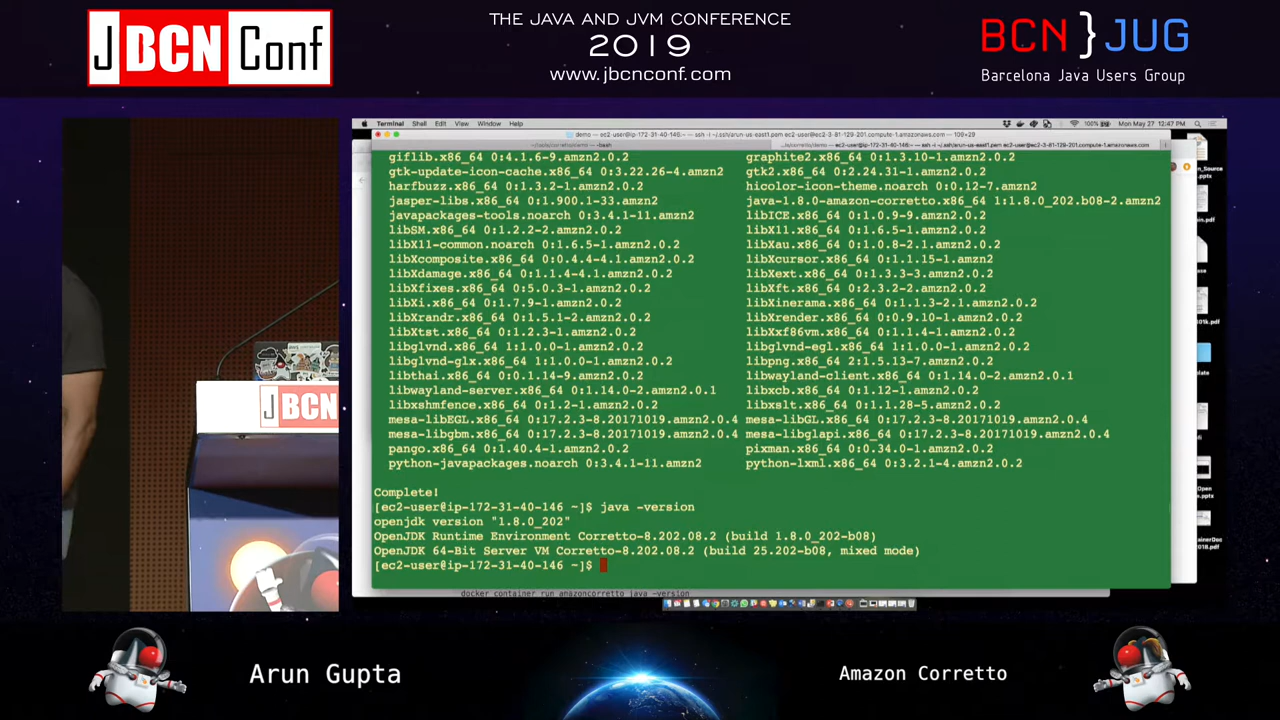 JBCNConf
THE JAVA AND JVM CONFERENCE
2019
www.jbcnconf.com
BCN}JUG
Barcelona Java Users Group
Terminal Shell Edit View Window Help
100%
Mon May 27 12:47 PM
giflib.x86_64 0:4.1.6-9.amzn2.0.2 graphite2.x86_64 0:1.3.10-1.amzn2.0.2
gtk-update-icon-cache.x86_64 0:3.22.26-4.amzn2 gtk2.x86_64 0:2.24.31-1.amzn2.0.2
harfbuzz.x86_64 0:1.3.2-1.amzn2.0.2 hicolor-icon-theme.noarch 0:0.12-7.amzn2
jasper-libs.x86_64 0:1.900.1-33.amzn2 java-1.8.0-amazon-corretto.x86_64 1:1.8.0_202.b08-2.amzn2
javapackages-tools.noarch 0:3.4.1-11.amzn2 libICE.x86_64 0:1.0.9-9.amzn2.0.2
libSM.x86_64 0:1.2.2-2.amzn2.0.2 libX11.x86_64 0:1.6.5-1.amzn2.0.2
libX11-common.noarch 0:1.6.5-1.amzn2.0.2 libXau.x86_64 0:1.0.8-2.1.amzn2.0.2
libXcomposite.x86_64 0:0.4.4-4.1.amzn2.0.2 libXcursor.x86_64 0:1.1.15-1.amzn2
libXdamage.x86_64 0:1.1.4-4.1.amzn2.0.2 libXext.x86_64 0:1.3.3-3.amzn2.0.2
libXfixes.x86_64 0:5.0.3-1.amzn2.0.2 libXft.x86_64 0:2.3.2-2.amzn2.0.2
libXi.x86_64 0:1.7.9-1.amzn2.0.2 libXinerama.x86_64 0:1.1.3-2.1.amzn2.0.2
libXrandr.x86_64 0:1.5.1-2.amzn2.0.2 libXrender.x86_64 0:0.9.10-1.amzn2.0.2
libXtst.x86_64 0:1.2.3-1.amzn2.0.2 libXxf86vm.x86_64 0:1.1.4-1.amzn2.0.2
libglvnd.x86_64 1:1.0.0-1.amzn2.0.2 libglvnd-egl.x86_64 1:1.0.0-1.amzn2.0.2
libglvnd-glx.x86_64 1:1.0.0-1.amzn2.0.2 libpng.x86_64 2:1.5.13-7.amzn2.0.2
libthai.x86_64 0:0.1.14-9.amzn2.0.2 libwayland-client.x86_64 0:1.14.0-2.amzn2.0.1
libwayland-server.x86_64 0:1.14.0-2.amzn2.0.1 libxcb.x86_64 0:1.12-1.amzn2.0.2
libxshmfence.x86_64 0:1.2-1.amzn2.0.2 libxslt.x86_64 0:1.1.28-5.amzn2.0.2
mesa-libEGL.x86_64 0:17.2.3-8.20171019.amzn2.0.4 mesa-libGL.x86_64 0:17.2.3-8.20171019.amzn2.0.4
mesa-libgbm.x86_64 0:17.2.3-8.20171019.amzn2.0.4 mesa-libglapi.x86_64 0:17.2.3-8.20171019.amzn2.0.4
pango.x86_64 0:1.40.4-1.amzn2.0.2 pixman.x86_64 0:0.34.0-1.amzn2.0.2
python-javapackages.noarch 0:3.4.1-11.amzn2 python-lxml.x86_64 0:3.2.1-4.amzn2.0.2
Complete!
[ec2-user@ip-172-31-40-146 ~]$ java -version
openjdk version "1.8.0_202"
OpenJDK Runtime Environment Corretto-8.202.08.2 (build 1.8.0_202-b08)
OpenJDK 64-Bit Server VM Corretto-8.202.08.2 (build 25.202-b08, mixed mode)
[ec2-user@ip-172-31-40-146 ~]$
docker container run amazoncorretto java -version
JBCN
Arun Gupta
Amazon Corretto